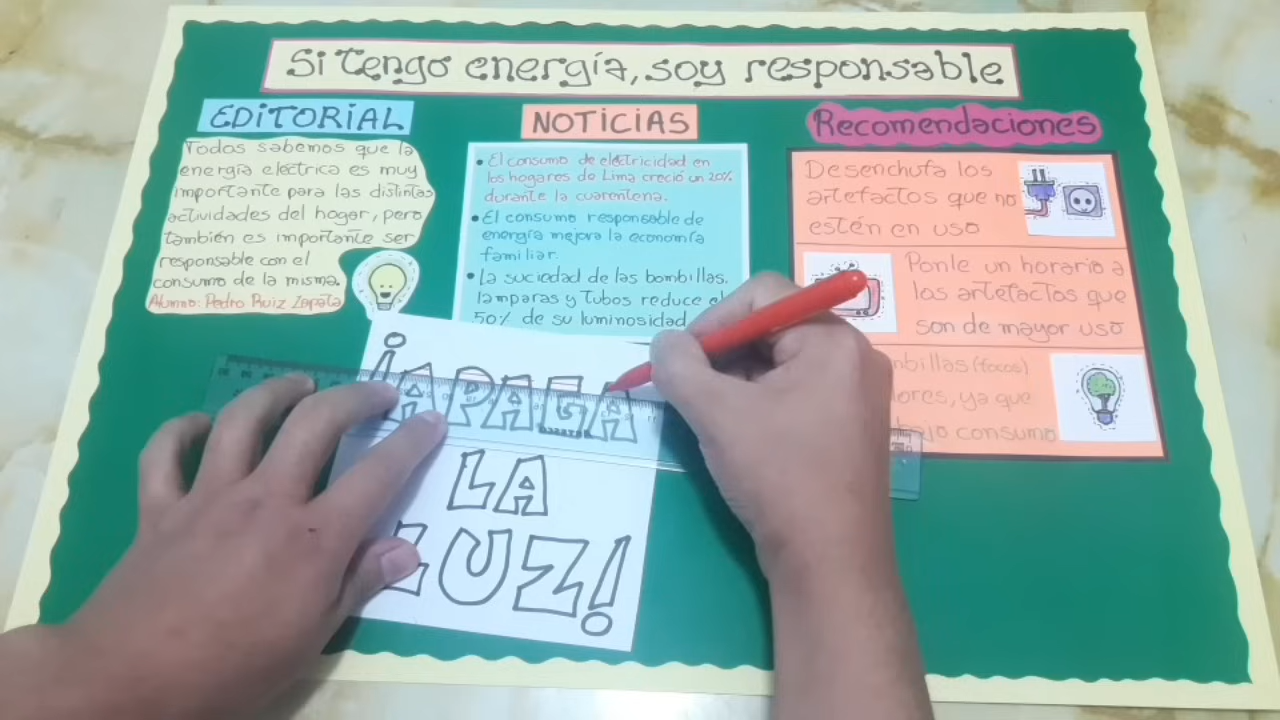 Si tengo energía, soy responsable
EDITORIAL
Todos sabemos que la
energía eléctrica es muy
importante para las distintas
actividades del hogar, pero
también es importante ser
responsable con el
consumo de la misma.
Alumno: Pedro Ruiz Zapata
NOTICIAS
• El consumo de electricidad en
los hogares de Lima creció un 20%
durante la cuarentena.
• El consumo responsable de
energía mejora la economía
familiar.
• La suciedad de las bombillas,
lámparas y tubos reduce el
50% de su luminosidad
Recomendaciones
Desenchufa los
artefactos que no
estén en uso
Ponle un horario a
los artefactos que
son de mayor uso
(focos)
ya que
bajo consumo
¡APAGA
LA
LUZ!